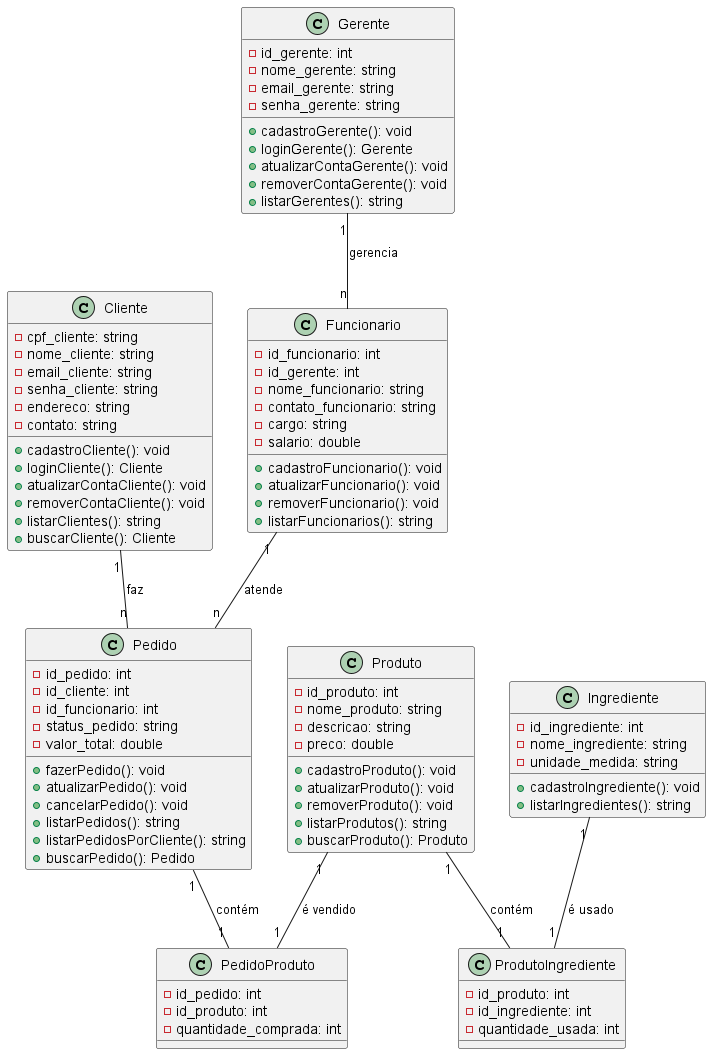 C Gerente
id_gerente: int
nome_gerente: string
email_gerente: string
senha_gerente: string
cadastroGerente(): void
loginGerente(): Gerente
atualizarContaGerente(): void
removerContaGerente(): void
listarGerentes(): string
1
gerencia
n
C Cliente
cpf_cliente: string
nome_cliente: string
email_cliente: string
senha_cliente: string
endereco: string
contato: string
cadastroCliente(): void
loginCliente(): Cliente
atualizarContaCliente(): void
removerContaCliente(): void
listarClientes(): string
buscarCliente(): Cliente
C Funcionario
id_funcionario: int
id_gerente: int
nome_funcionario: string
contato_funcionario: string
cargo: string
salario: double
cadastroFuncionario(): void
atualizarFuncionario(): void
removerFuncionario(): void
listarFuncionarios(): string
1
faz
n
1
atende
n
C Pedido
id_pedido: int
id_cliente: int
id_funcionario: int
status_pedido: string
valor_total: double
fazerPedido(): void
atualizarPedido(): void
cancelarPedido(): void
listarPedidos(): string
listarPedidosPorCliente(): string
buscarPedido(): Pedido
C Produto
id_produto: int
nome_produto: string
descricao: string
preco: double
cadastroProduto(): void
atualizarProduto(): void
removerProduto(): void
listarProdutos(): string
buscarProduto(): Produto
C Ingrediente
id_ingrediente: int
nome_ingrediente: string
unidade_medida: string
cadastroIngrediente(): void
listarIngredientes(): string
1
contém
1
1
é vendido
1
1
contém
1
1
é usado
1
C PedidoProduto
id_pedido: int
id_produto: int
quantidade_comprada: int
C ProdutoIngrediente
id_produto: int
id_ingrediente: int
quantidade_usada: int